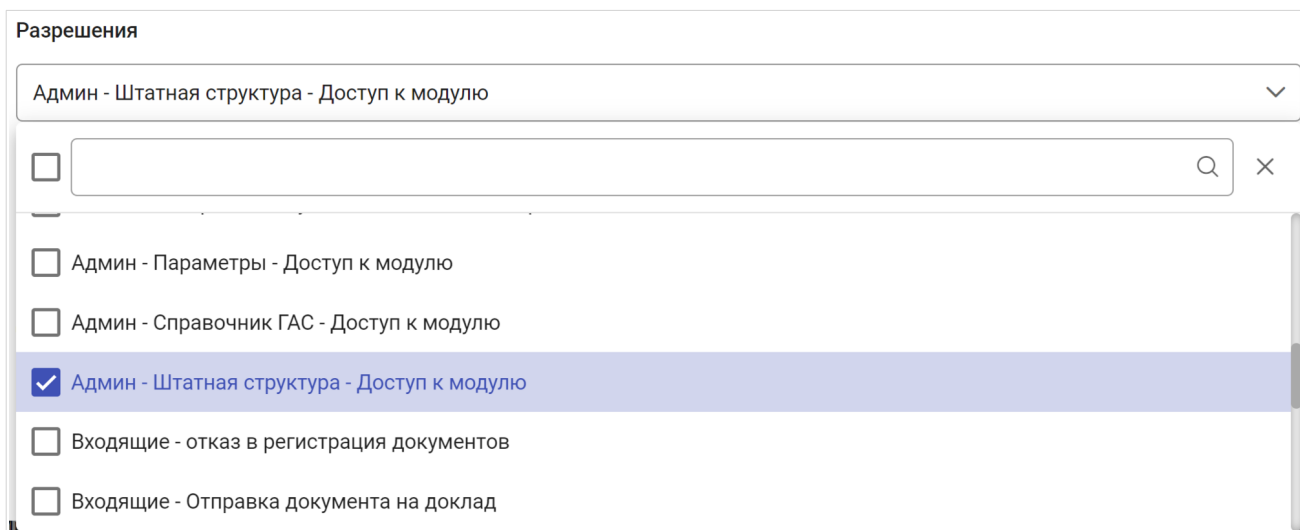 Разрешения
Админ - Штатная структура - Доступ к модулю
Админ - Параметры - Доступ к модулю
Админ - Справочник ГАС - Доступ к модулю
Админ - Штатная структура - Доступ к модулю
Входящие - отказ в регистрация документов
Входящие - Отправка документа на доклад